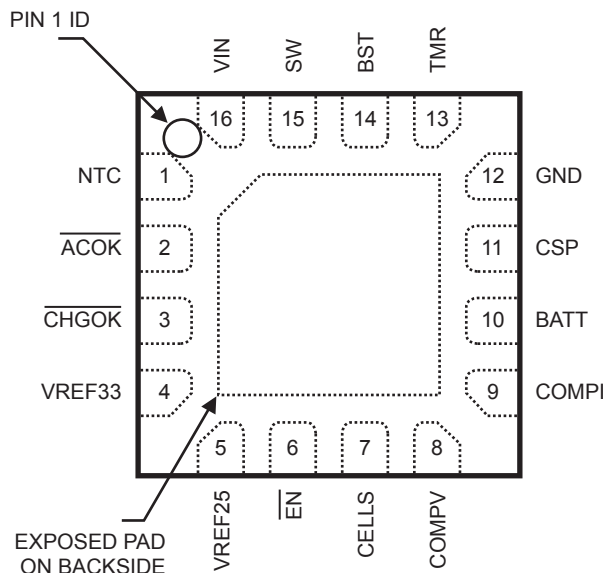 PIN 1 ID
VIN
SW
BST
TMR
16
15
14
13
NTC
1
12
GND
ACOK
2
11
CSP
CHGOK
3
10
BATT
VREF33
4
9
COMPI
5
6
7
8
VREF25
EN
CELLS
COMPV
EXPOSED PAD
ON BACKSIDE